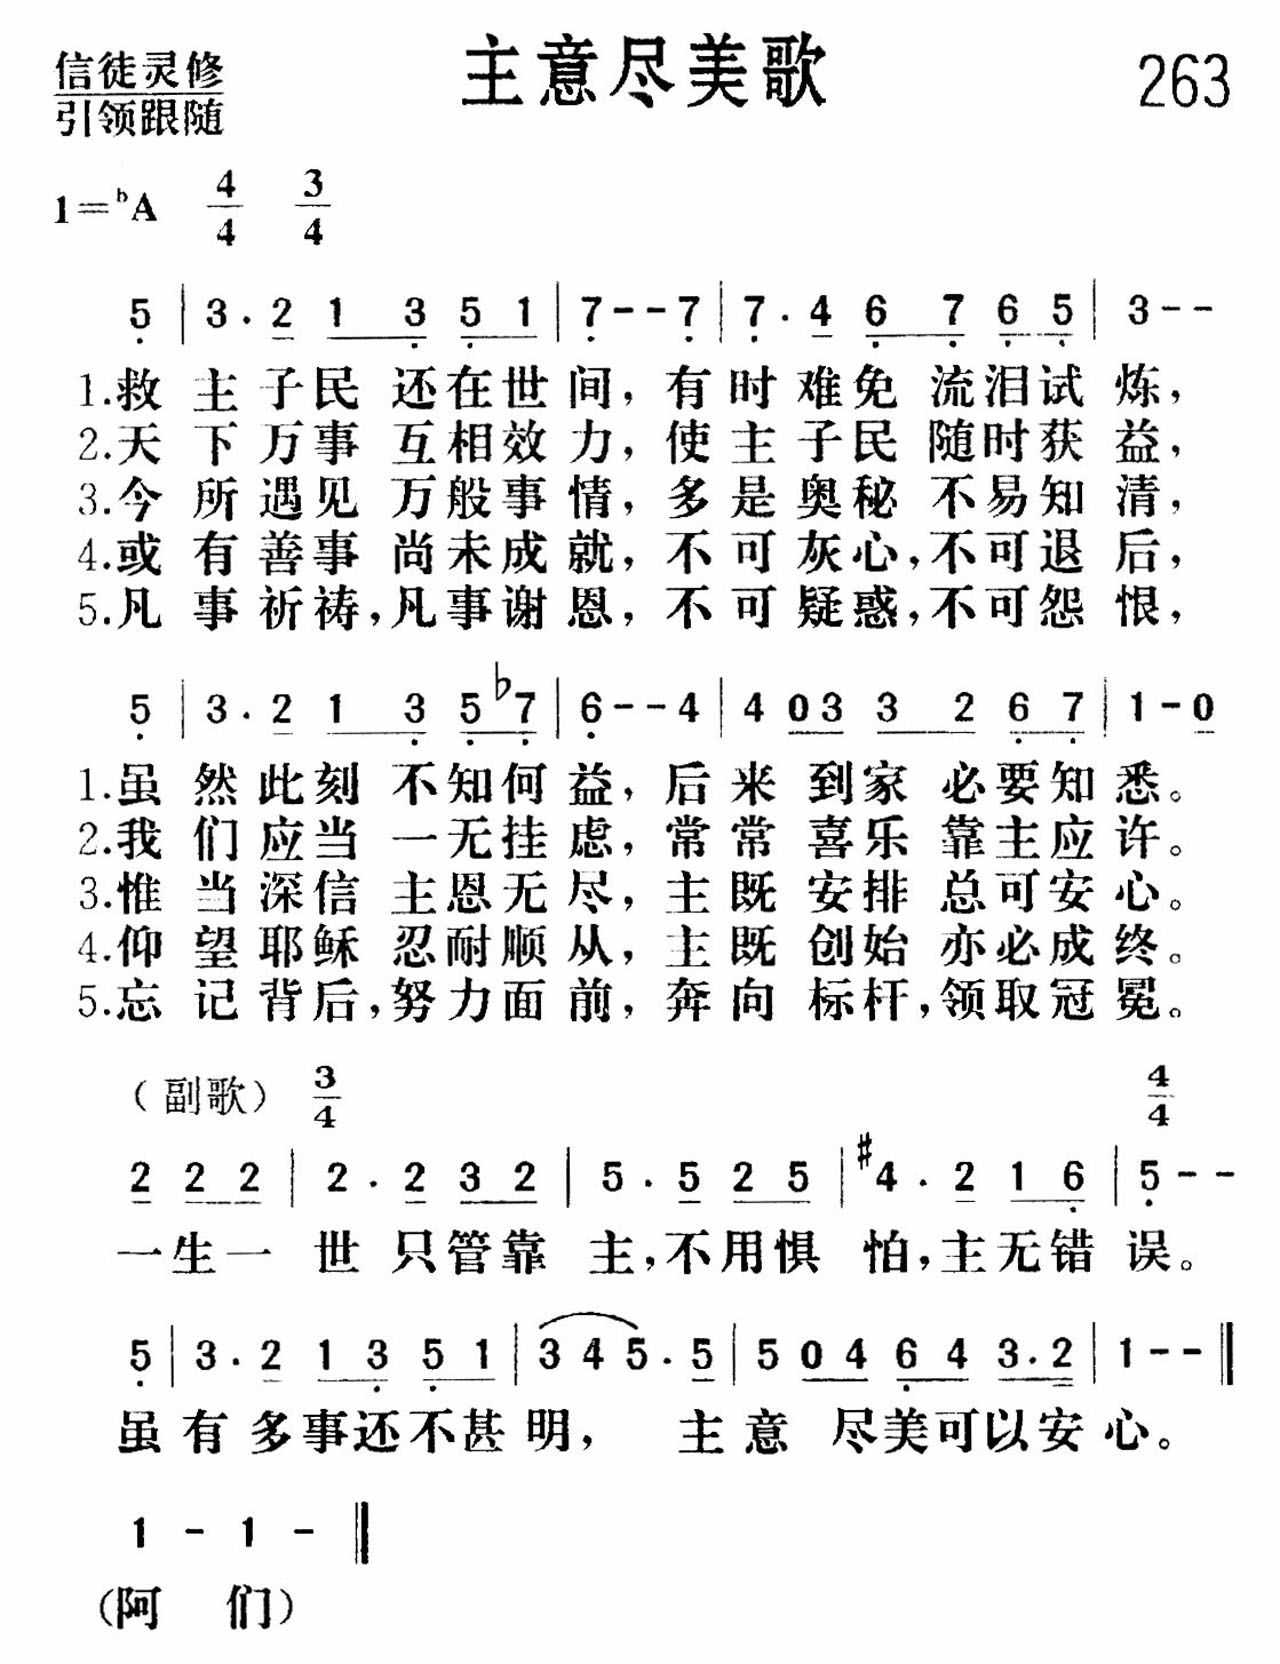 信徒灵修
引领跟随
主意尽美歌
263
1=♭A 4/4 3/4
5 | 3 . 2 1 3 5 1 | 7 - - 7 | 7 . 4 6 7 6 5 | 3 - -
1.救主子民还在世间，有时难免流泪试炼，
2.天下万事互相效力，使主子民随时获益，
3.今所遇见万般事情，多是奥秘不易知清，
4.或有善事尚未成就，不可灰心，不可退后，
5.凡事祈祷，凡事谢恩，不可疑惑，不可怨恨，
5 | 3 . 2 1 3 5 ♭7 | 6 - - 4 | 4 0 3 3 2 6 7 | 1 - 0
1.虽然此刻不知何益，后来到家必要知悉。
2.我们应当一无挂虑，常常喜乐靠主应许。
3.惟当深信主恩无尽，主既安排总可安心。
4.仰望耶稣忍耐顺从，主既创始亦必成终。
5.忘记背后，努力面前，奔向标杆，领取冠冕。
（副歌） 3/4 4/4
2 2 2 | 2 . 2 3 2 | 5 . 5 2 5 | #4 . 2 1 6 | 5 - -
一生一世只管靠主，不用惧怕，主无错误。
5 | 3 . 2 1 3 5 1 | 3 4 5 . 5 | 5 0 4 6 4 3 . 2 | 1 - - ‖
虽有多事还不甚明，主意尽美可以安心。
1 - 1 - ‖
（阿们）